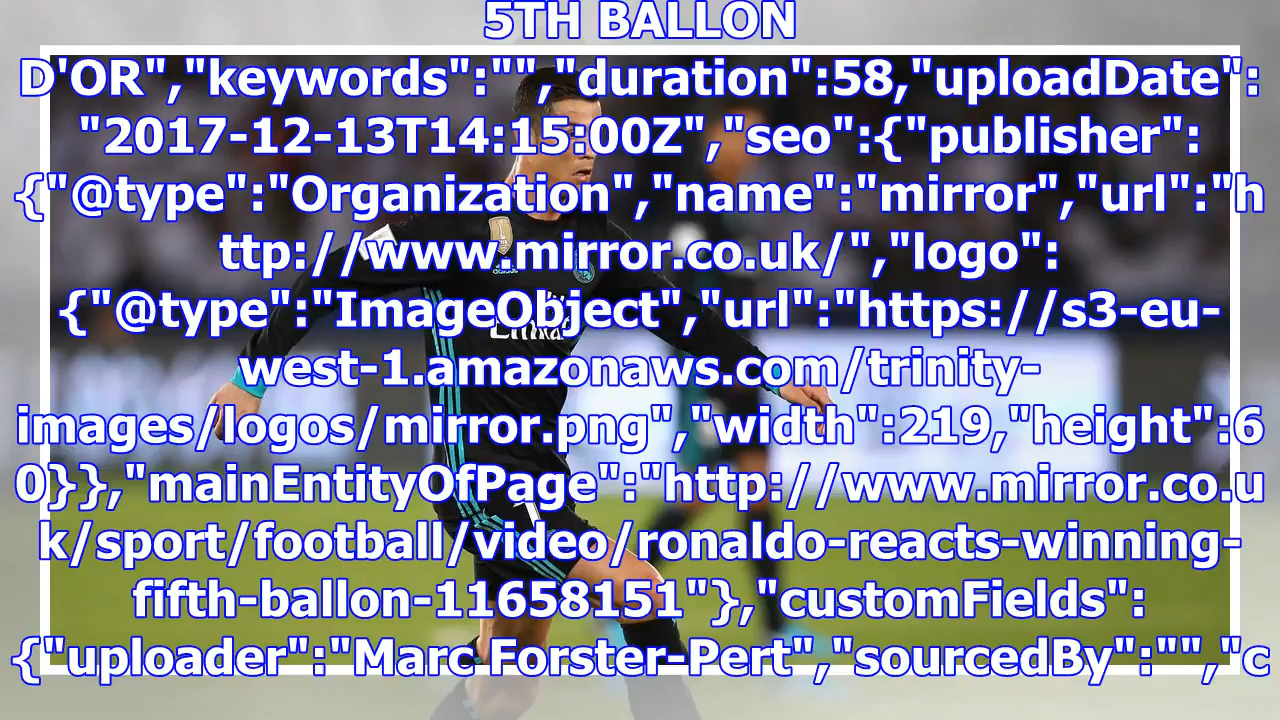 5TH BALLON
D'OR","keywords":"","duration":58,"uploadDate":
"2017-12-13T14:15:00Z","seo":{"publisher":
{"@type":"Organization","name":"mirror","url":"h
ttp://www.mirror.co.uk/","logo":
{"@type":"ImageObject","url":"https://s3-eu-
west-1.amazonaws.com/trinity-
images/logos/mirror.png","width":219,"height":6
0}},"mainEntityOfPage":"http://www.mirror.co.u
k/sport/football/video/ronaldo-reacts-winning-
fifth-ballon-11658151"},"customFields":
{"uploader":"Marc Forster-Pert","sourcedBy":"","c
adidas